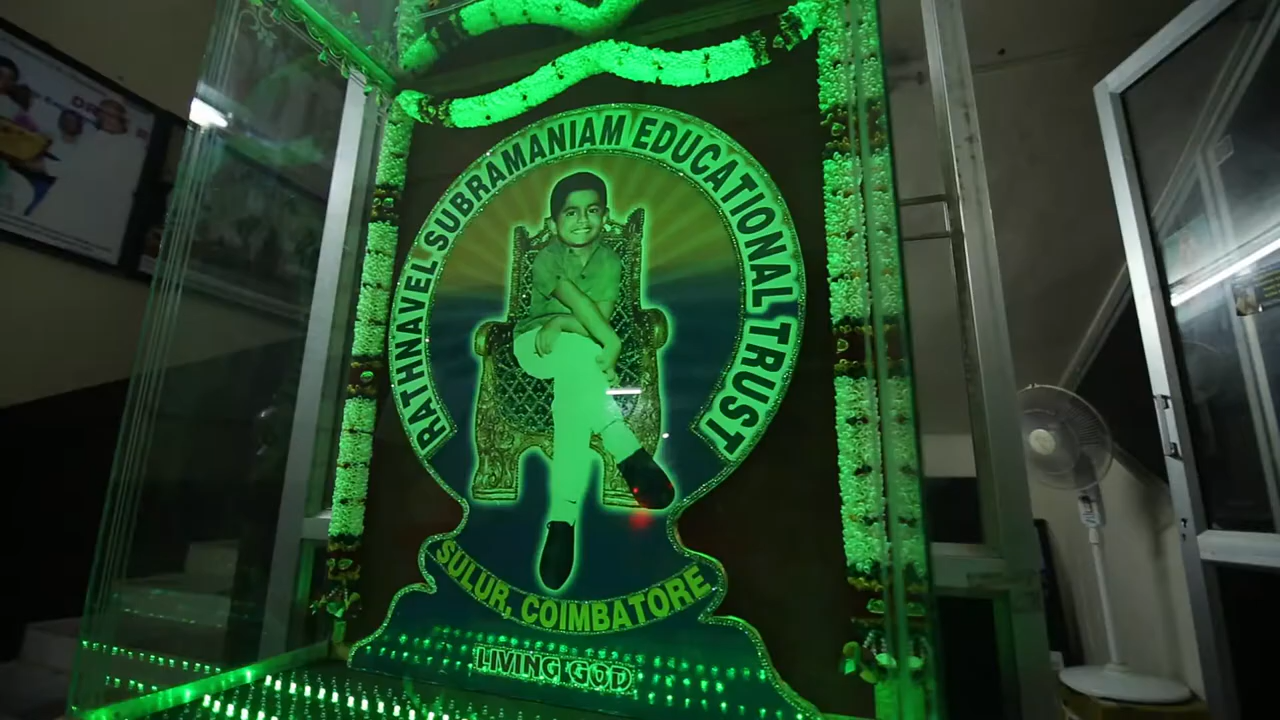 RATHNAVEL SUBRAMANIAM EDUCATIONAL TRUST
SULUR, COIMBATORE
LIVING GOD